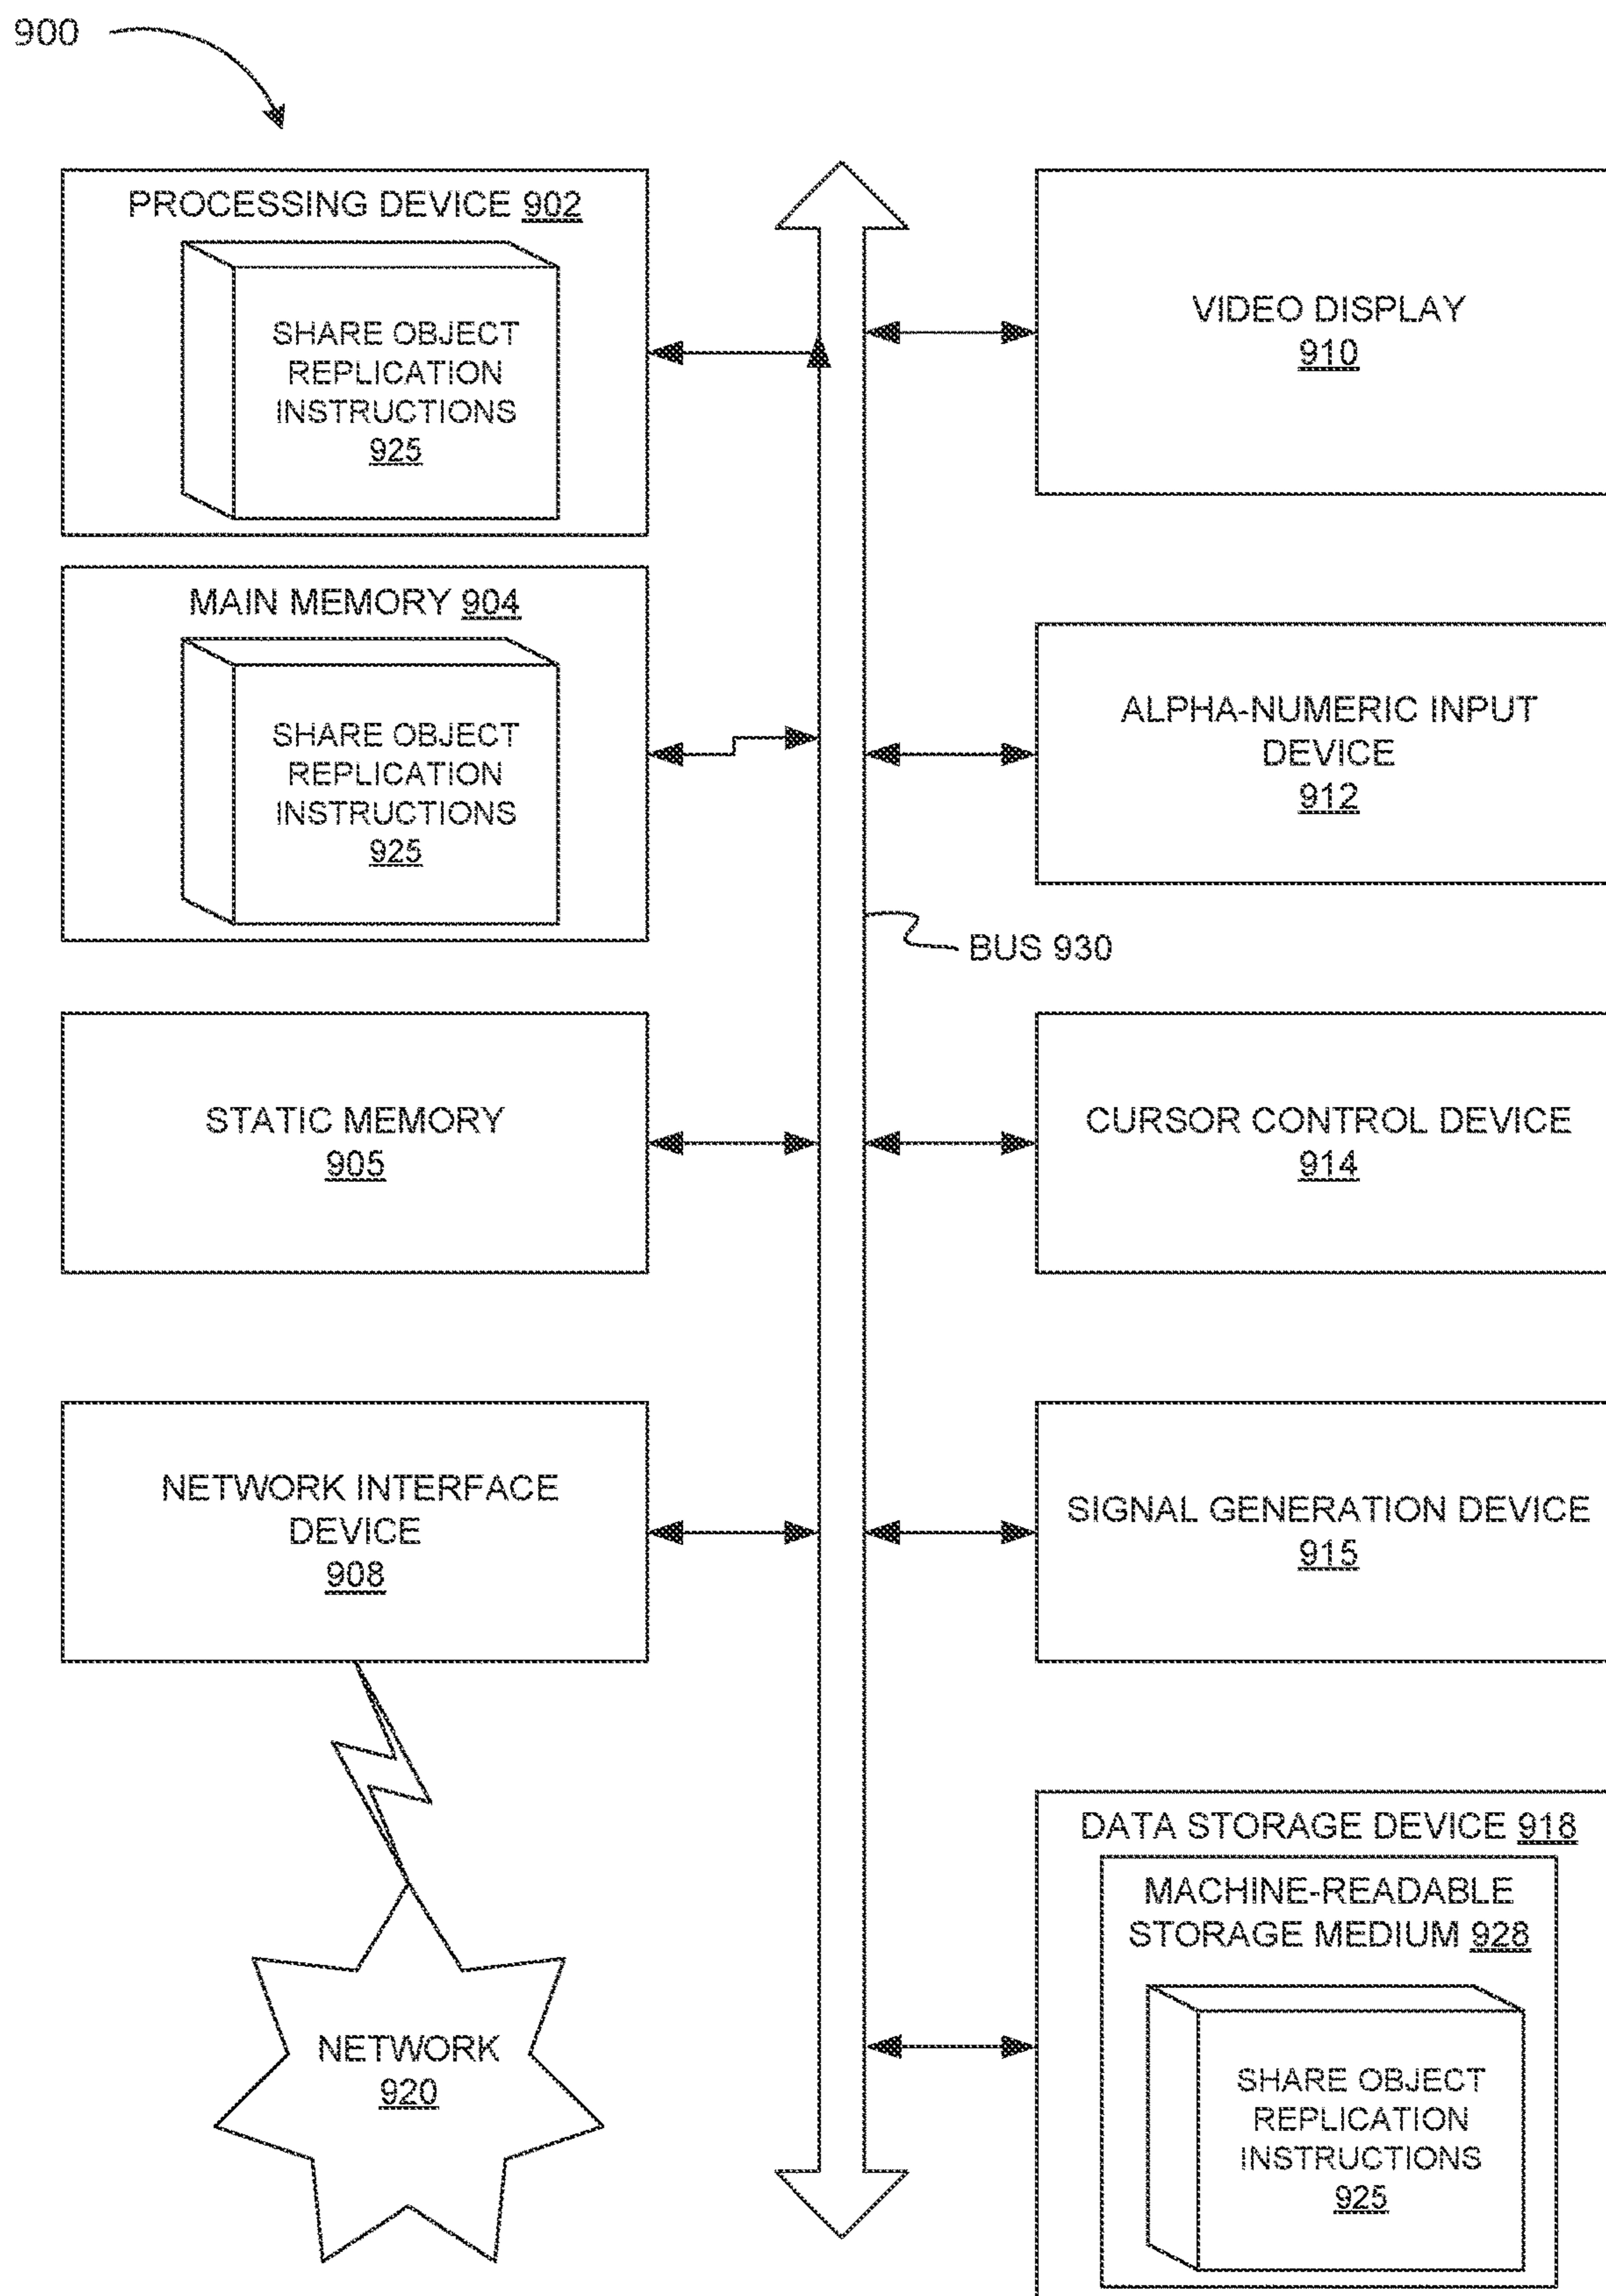 900
PROCESSING DEVICE 902
SHARE OBJECT
REPLICATION
INSTRUCTIONS
925
MAIN MEMORY 904
SHARE OBJECT
REPLICATION
INSTRUCTIONS
925
STATIC MEMORY
905
NETWORK INTERFACE
DEVICE
908
NETWORK
920
BUS 930
VIDEO DISPLAY
910
ALPHA-NUMERIC INPUT
DEVICE
912
CURSOR CONTROL DEVICE
914
SIGNAL GENERATION DEVICE
915
DATA STORAGE DEVICE 918
MACHINE-READABLE
STORAGE MEDIUM 928
SHARE OBJECT
REPLICATION
INSTRUCTIONS
925